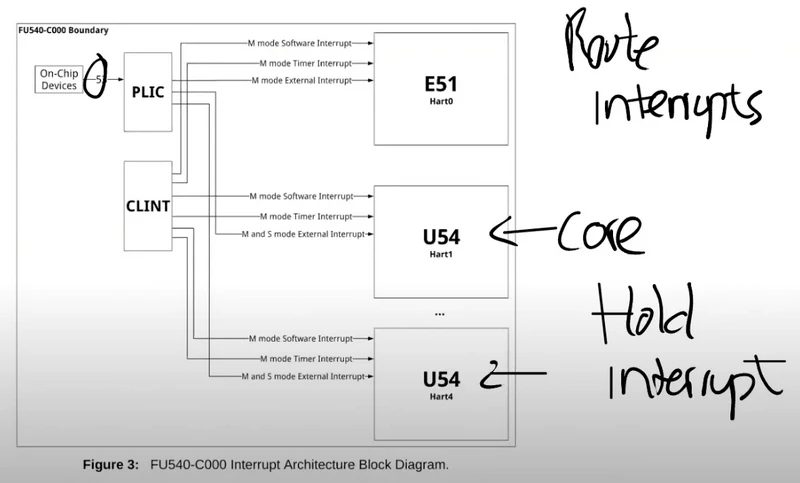 FU540-C000 Boundary
On-Chip
Devices
53
PLIC
CLINT
M mode Software Interrupt
M mode Timer Interrupt
M mode External Interrupt
E51
Hart0
M mode Software Interrupt
M mode Timer Interrupt
M and S mode External Interrupt
U54
Hart1
...
M mode Software Interrupt
M mode Timer Interrupt
M and S mode External Interrupt
U54
Hart4
Route
Interrupts
Core
Hold
Interrupt
Figure 3: FU540-C000 Interrupt Architecture Block Diagram.